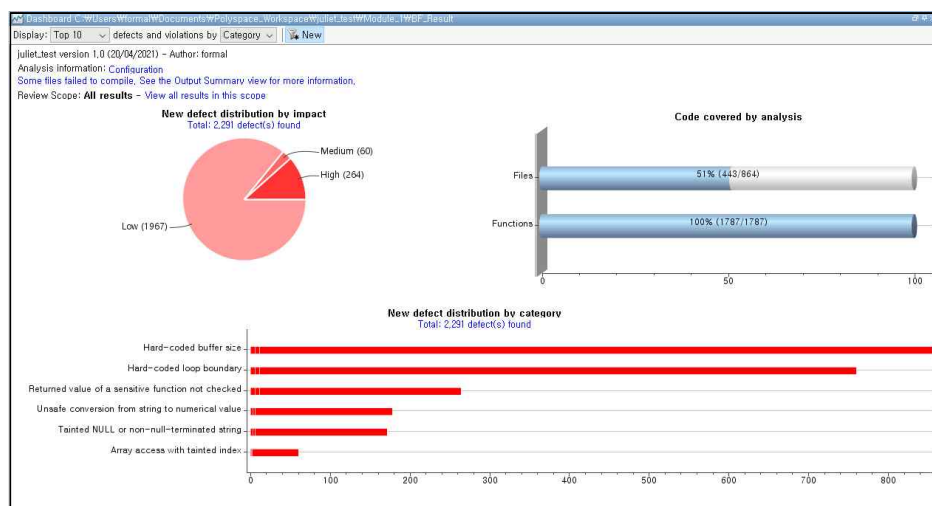 Dashboard C:₩Users₩formal₩Documents₩Polyspace_Workspace₩juliet_test₩Module_1₩BF_Result
Display: Top 10 defects and violations by Category New
juliet_test version 1,0 (20/04/2021) - Author: formal
Analysis information: Configuration
Some files failed to compile, See the Output Summary view for more information,
Review Scope: All results - View all results in this scope
New defect distribution by impact
Total: 2,291 defect(s) found
Medium (60)
High (264)
Low (1967)
Code covered by analysis
Files
51% (443/864)
Functions
100% (1787/1787)
0 50 100
New defect distribution by category
Total: 2,291 defect(s) found
Hard-coded buffer size
Hard-coded loop boundary
Returned value of a sensitive function not checked
Unsafe conversion from string to numerical value
Tainted NULL or non-null-terminated string
Array access with tainted index
0 100 200 300 400 500 600 700 800